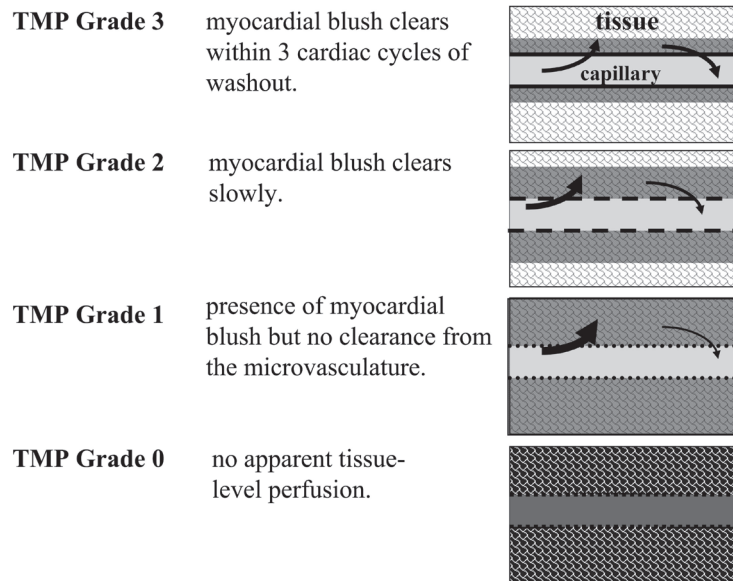 TMP Grade 3
myocardial blush clears
within 3 cardiac cycles of
washout.
tissue
capillary
TMP Grade 2
myocardial blush clears
slowly.
TMP Grade 1
presence of myocardial
blush but no clearance from
the microvasculature.
TMP Grade 0
no apparent tissue-
level perfusion.